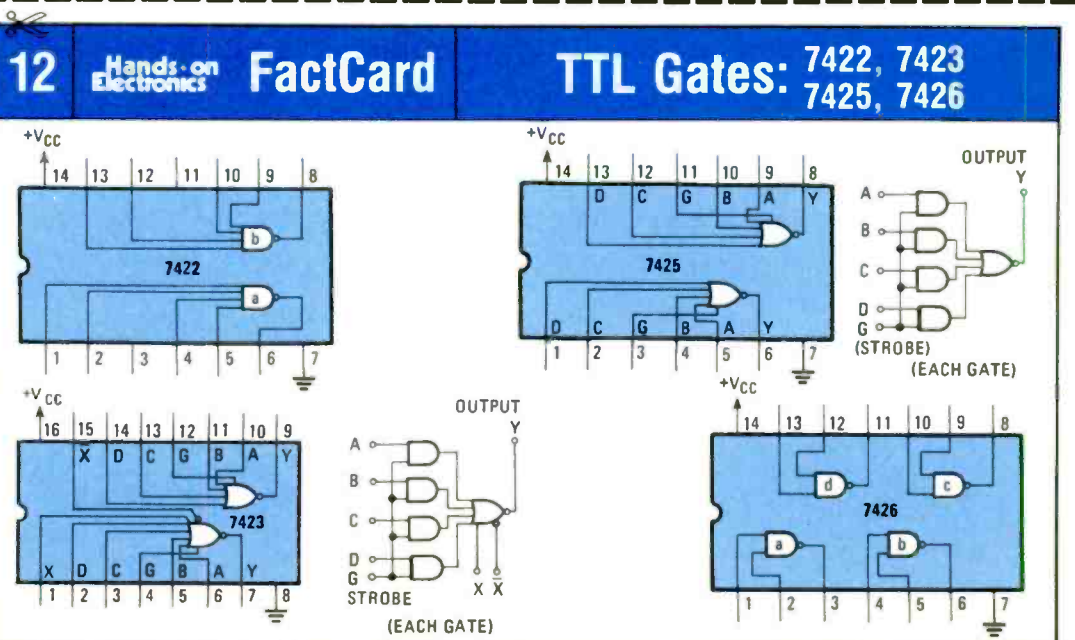 12 Hands-on Electronics FactCard TTL Gates: 7422, 7423
7425, 7426
+VCC
14 13 12 11 10 9 8
b
7422
a
1 2 3 4 5 6 7
+VCC
14 13 12 11 10 9 8
D C G B A Y
7425
D C G B A Y
1 2 3 4 5 6 7
OUTPUT
Y
A
B
C
D
G
(STROBE)
(EACH GATE)
+VCC
16 15 14 13 12 11 10 9
X̅ D C G B A Y
7423
X D C G B A Y
1 2 3 4 5 6 7 8
OUTPUT
Y
A
B
C
D
G
X X̅
STROBE
(EACH GATE)
+VCC
14 13 12 11 10 9 8
d c
7426
a b
1 2 3 4 5 6 7